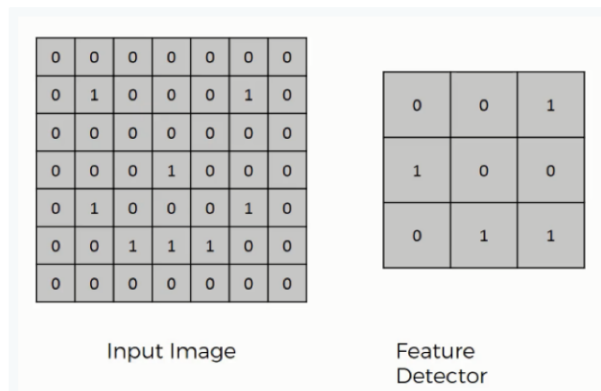 0 0 0 0 0 0 0
0 1 0 0 0 1 0
0 0 0 0 0 0 0
0 0 0 1 0 0 0
0 1 0 0 0 1 0
0 0 1 1 1 0 0
0 0 0 0 0 0 0
Input Image
0 0 1
1 0 0
0 1 1
Feature
Detector